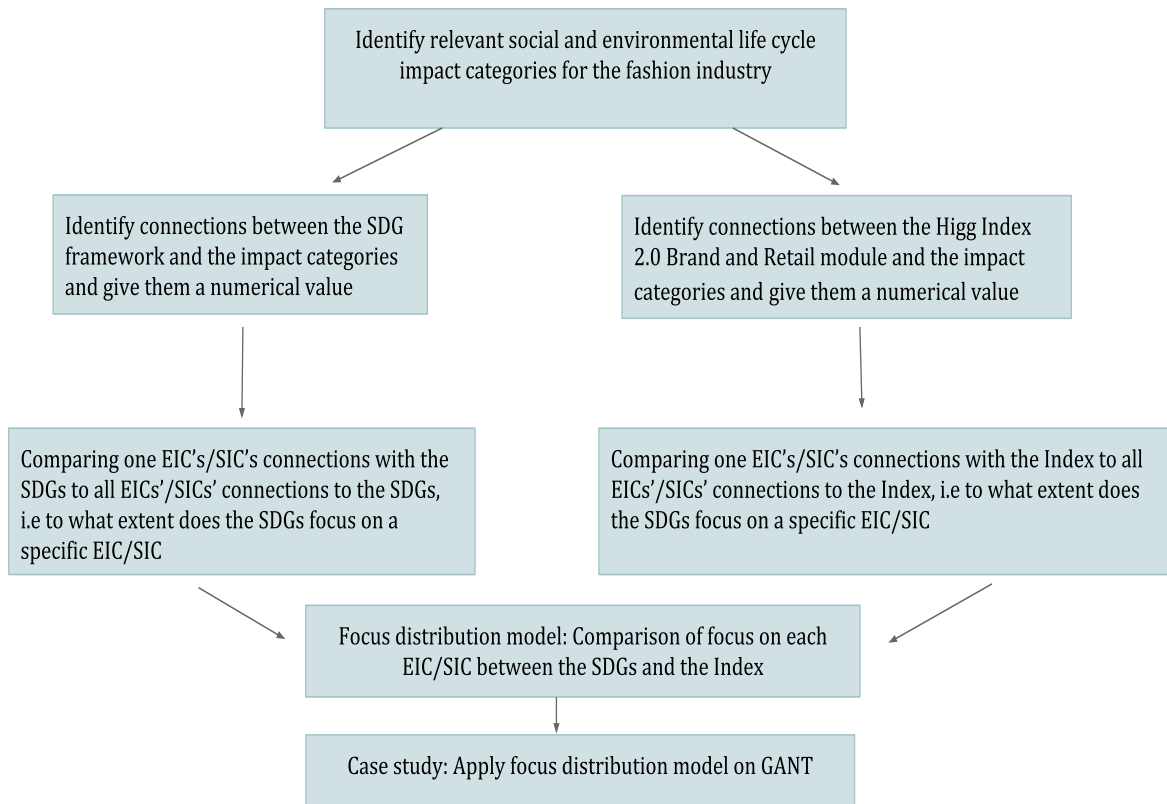 Identify relevant social and environmental life cycle
impact categories for the fashion industry
Identify connections between the SDG
framework and the impact categories
and give them a numerical value
Identify connections between the Higg Index
2.0 Brand and Retail module and the impact
categories and give them a numerical value
Comparing one EIC’s/SIC’s connections with the
SDGs to all EICs’/SICs’ connections to the SDGs,
i.e to what extent does the SDGs focus on a
specific EIC/SIC
Comparing one EIC’s/SIC’s connections with the Index to all
EICs’/SICs’ connections to the Index, i.e to what extent does
the SDGs focus on a specific EIC/SIC
Focus distribution model: Comparison of focus on each
EIC/SIC between the SDGs and the Index
Case study: Apply focus distribution model on GANT